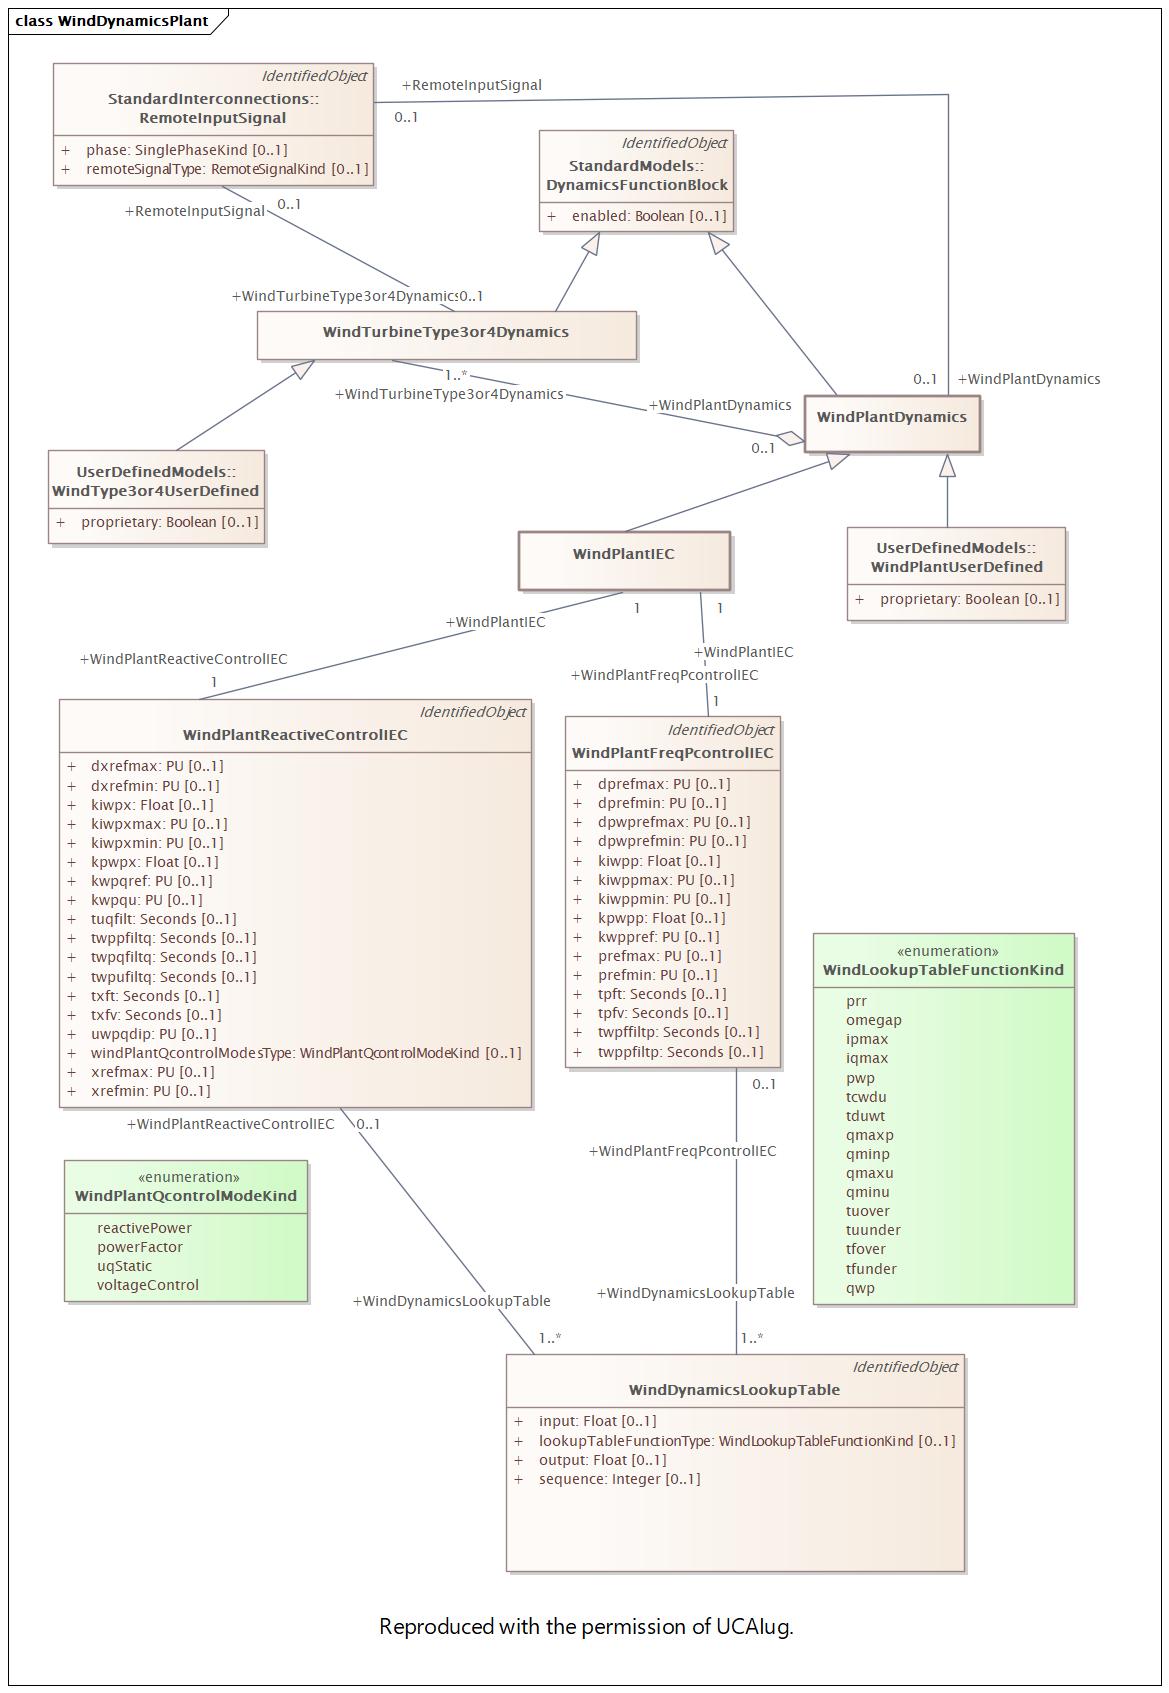 class WindDynamicsPlant
IdentifiedObject
StandardInterconnections::
RemoteInputSignal
+ phase: SinglePhaseKind [0..1]
+ remoteSignalType: RemoteSignalKind [0..1]
+RemoteInputSignal
0..1
IdentifiedObject
StandardModels::
DynamicsFunctionBlock
+ enabled: Boolean [0..1]
+RemoteInputSignal
0..1
+WindTurbineType3or4Dynamics
0..1
WindTurbineType3or4Dynamics
1..*
+WindTurbineType3or4Dynamics
+WindPlantDynamics
0..1
0..1
+WindPlantDynamics
WindPlantDynamics
UserDefinedModels::
WindType3or4UserDefined
+ proprietary: Boolean [0..1]
WindPlantIEC
UserDefinedModels::
WindPlantUserDefined
+ proprietary: Boolean [0..1]
1
1
+WindPlantIEC
+WindPlantIEC
+WindPlantReactiveControlIEC
1
+WindPlantFreqPcontrolIEC
1
IdentifiedObject
WindPlantReactiveControlIEC
+ dxrefmax: PU [0..1]
+ dxrefmin: PU [0..1]
+ kiwpx: Float [0..1]
+ kiwpxmax: PU [0..1]
+ kiwpxmin: PU [0..1]
+ kpwpx: Float [0..1]
+ kwpqref: PU [0..1]
+ kwpqu: PU [0..1]
+ tuqfilt: Seconds [0..1]
+ twppfiltq: Seconds [0..1]
+ twpqfiltq: Seconds [0..1]
+ twpufiltq: Seconds [0..1]
+ txft: Seconds [0..1]
+ txfv: Seconds [0..1]
+ uwpqdip: PU [0..1]
+ windPlantQcontrolModesType: WindPlantQcontrolModeKind [0..1]
+ xrefmax: PU [0..1]
+ xrefmin: PU [0..1]
IdentifiedObject
WindPlantFreqPcontrolIEC
+ dprefmax: PU [0..1]
+ dprefmin: PU [0..1]
+ dpwprefmax: PU [0..1]
+ dpwprefmin: PU [0..1]
+ kiwpp: Float [0..1]
+ kiwppmax: PU [0..1]
+ kiwppmin: PU [0..1]
+ kpwpp: Float [0..1]
+ kwppref: PU [0..1]
+ prefmax: PU [0..1]
+ prefmin: PU [0..1]
+ tpft: Seconds [0..1]
+ tpfv: Seconds [0..1]
+ twpffiltp: Seconds [0..1]
+ twppfiltp: Seconds [0..1]
«enumeration»
WindLookupTableFunctionKind
prr
omegap
ipmax
iqmax
pwp
tcwdu
tduwt
qmaxp
qminp
qmaxu
qminu
tuover
tuunder
tfover
tfunder
qwp
+WindPlantReactiveControlIEC
0..1
0..1
+WindPlantFreqPcontrolIEC
«enumeration»
WindPlantQcontrolModeKind
reactivePower
powerFactor
uqStatic
voltageControl
+WindDynamicsLookupTable
1..*
+WindDynamicsLookupTable
1..*
IdentifiedObject
WindDynamicsLookupTable
+ input: Float [0..1]
+ lookupTableFunctionType: WindLookupTableFunctionKind [0..1]
+ output: Float [0..1]
+ sequence: Integer [0..1]
Reproduced with the permission of UCAIug.